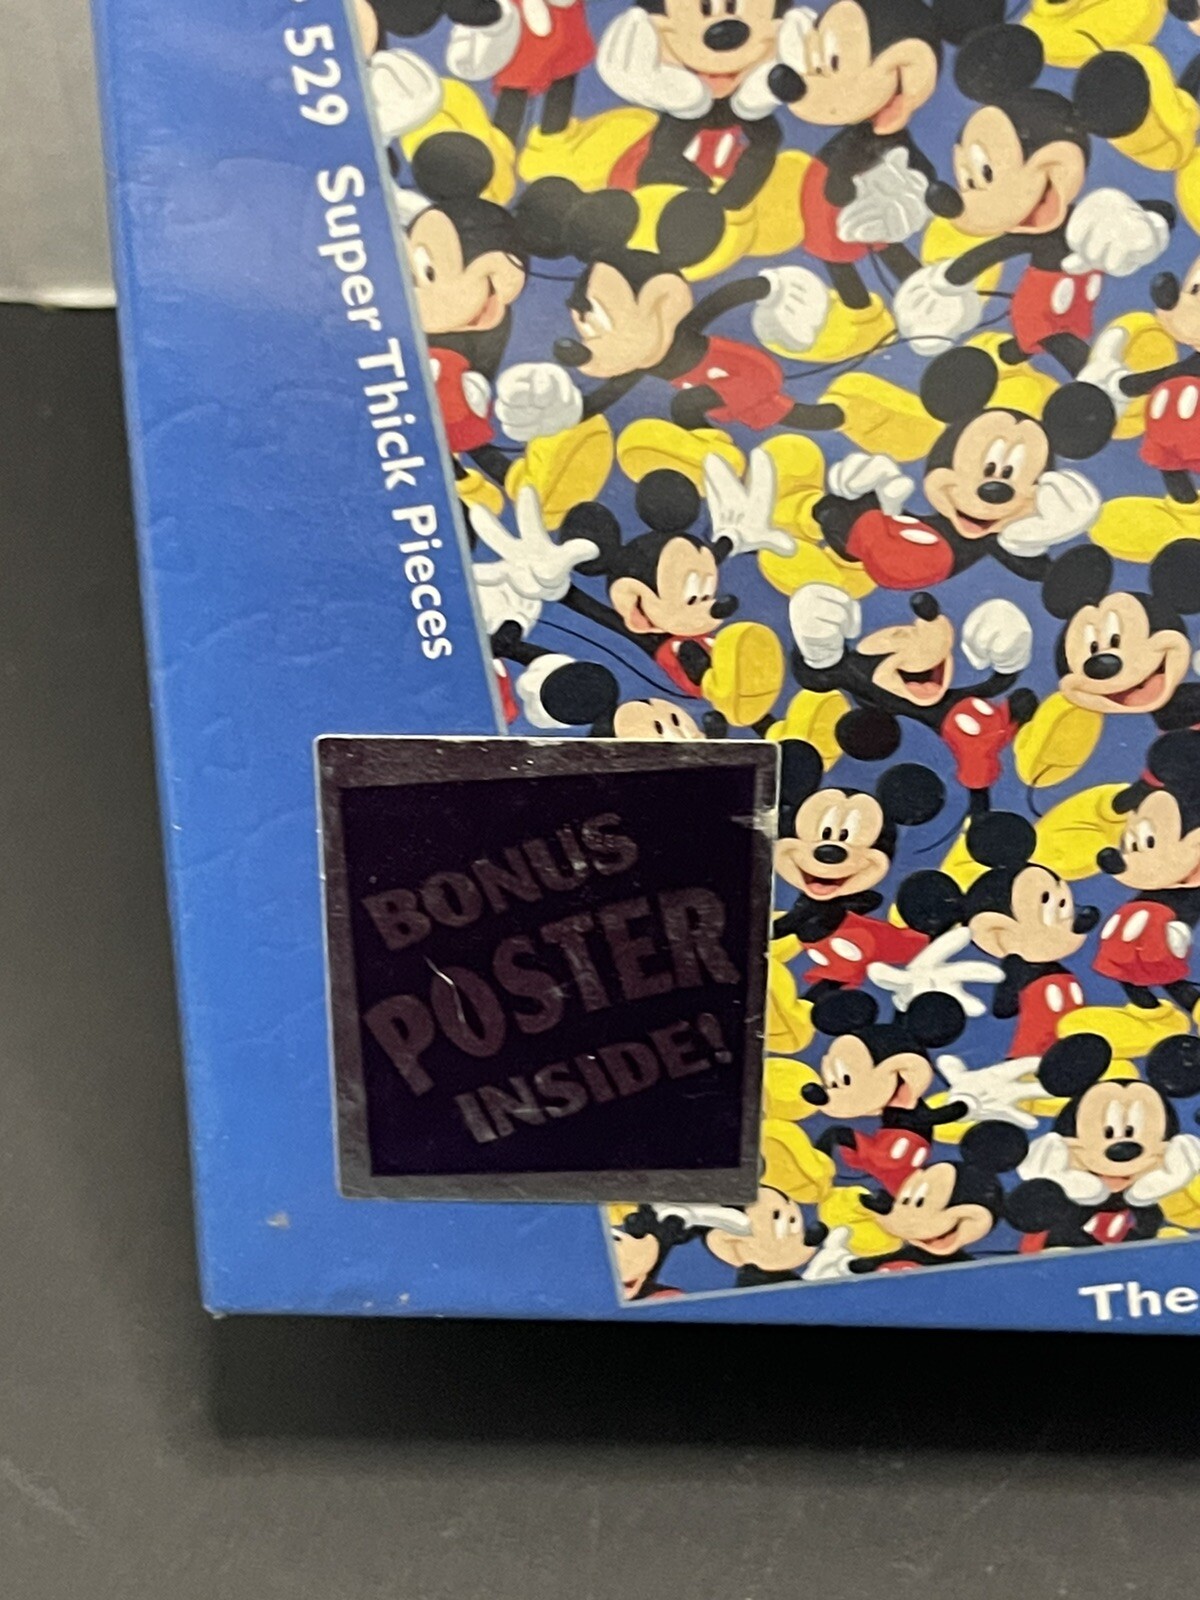 529 Super Thick Pieces
BONUS
POSTER
INSIDE!
The